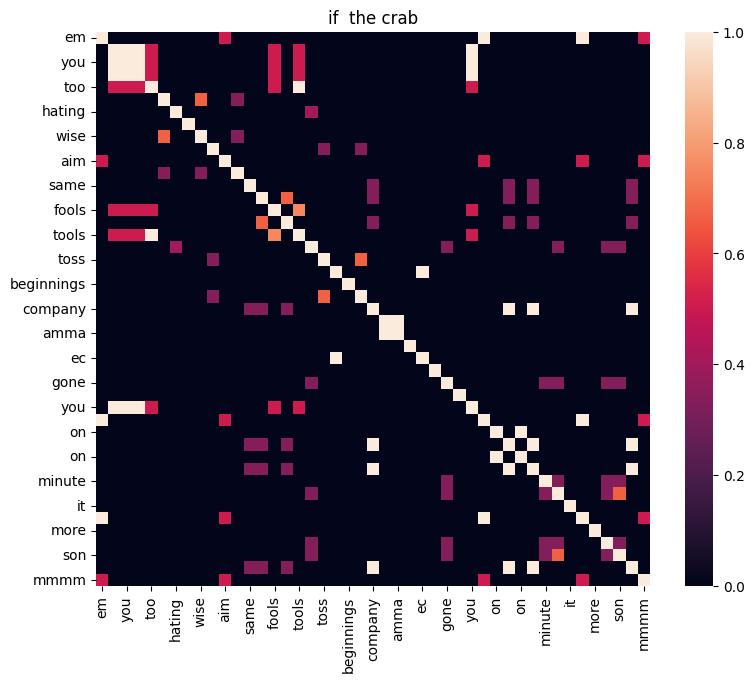 if  the crab
em
you
too
hating
wise
aim
same
fools
tools
toss
beginnings
company
amma
ec
gone
you
on
on
minute
it
more
son
mmmm
em
you
too
hating
wise
aim
same
fools
tools
toss
beginnings
company
amma
ec
gone
you
on
on
minute
it
more
son
mmmm
1.0
0.8
0.6
0.4
0.2
0.0